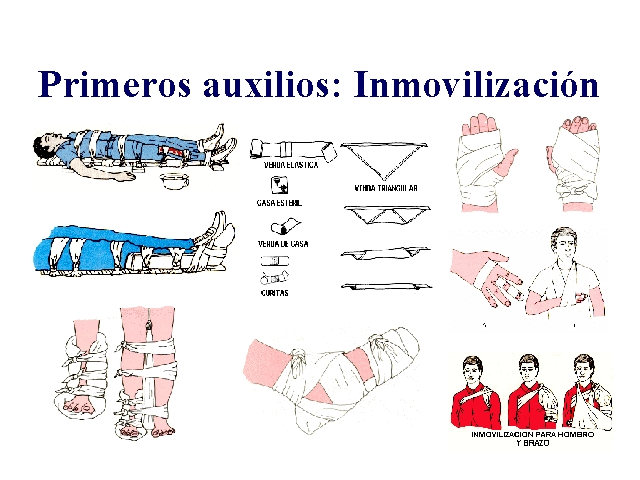 Primeros auxilios: Inmovilización
VENDA ELASTICA
VENDA TRIANGULAR
GASA ESTERIL
VENDA DE GASA
CURITAS
INMOVILIZACION PARA HOMBRO
Y BRAZO